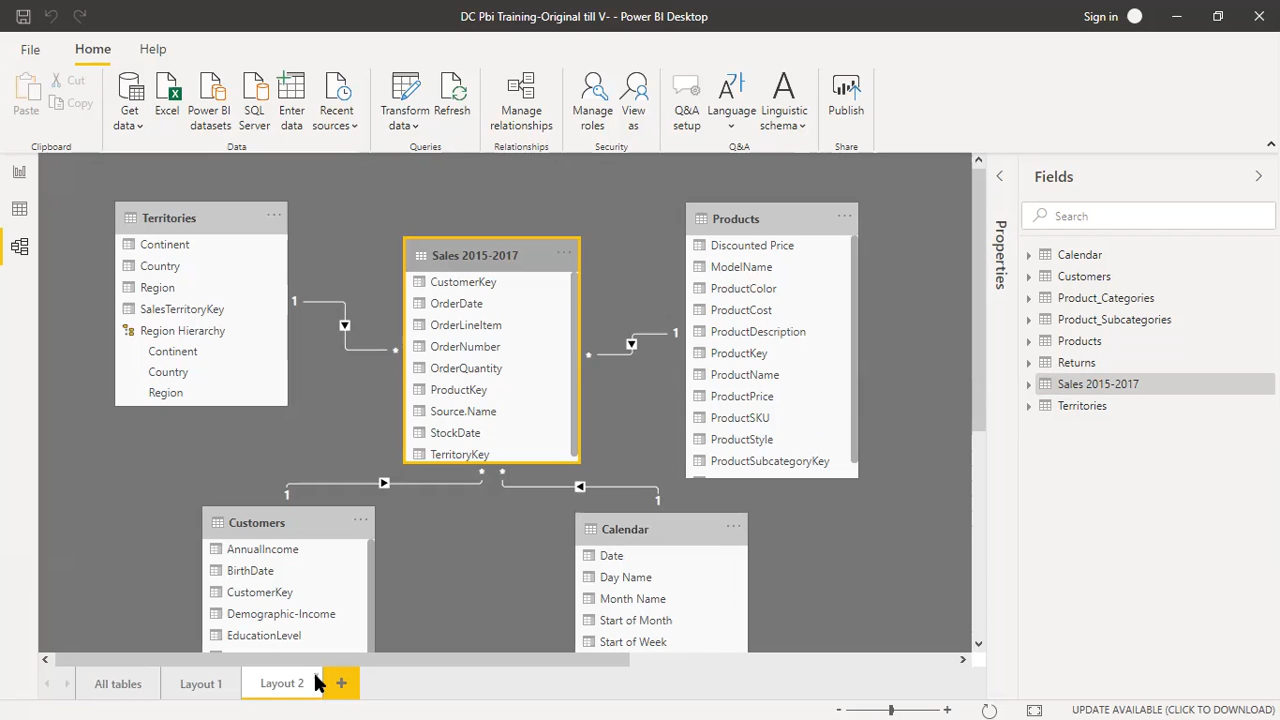 DC Pbi Training-Original till V- - Power BI Desktop
Sign in
File
Home
Help
Paste
Cut
Copy
Get data
Excel
Power BI datasets
SQL Server
Enter data
Recent sources
Transform data
Refresh
Manage relationships
Manage roles
View as
Q&A setup
Language
Linguistic schema
Publish
Clipboard
Data
Queries
Relationships
Security
Q&A
Share
Territories
Continent
Country
Region
SalesTerritoryKey
Region Hierarchy
Continent
Country
Region
1
*
Sales 2015-2017
CustomerKey
OrderDate
OrderLineItem
OrderNumber
OrderQuantity
ProductKey
Source.Name
StockDate
TerritoryKey
*
1
Products
Discounted Price
ModelName
ProductColor
ProductCost
ProductDescription
ProductKey
ProductName
ProductPrice
ProductSKU
ProductStyle
ProductSubcategoryKey
*
*
1
1
Customers
AnnualIncome
BirthDate
CustomerKey
Demographic-Income
EducationLevel
Calendar
Date
Day Name
Month Name
Start of Month
Start of Week
Properties
Fields
Search
Calendar
Customers
Product_Categories
Product_Subcategories
Products
Returns
Sales 2015-2017
Territories
All tables
Layout 1
Layout 2
+
- +
UPDATE AVAILABLE (CLICK TO DOWNLOAD)